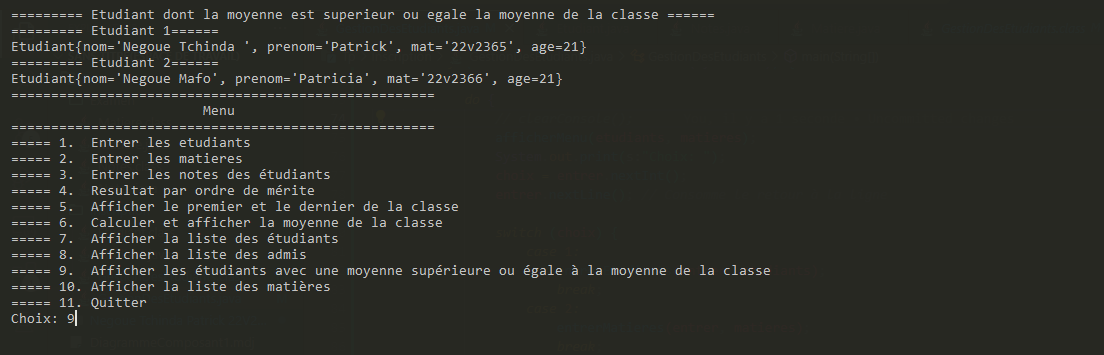 ========= Etudiant dont la moyenne est superieur ou egale la moyenne de la classe ======
========= Etudiant 1======
Etudiant{nom='Negoue Tchinda ', prenom='Patrick', mat='22v2365', age=21}
========= Etudiant 2======
Etudiant{nom='Negoue Mafo', prenom='Patricia', mat='22v2366', age=21}
=====================================================
Menu
=====================================================
===== 1.  Entrer les etudiants
===== 2.  Entrer les matieres
===== 3.  Entrer les notes des étudiants
===== 4.  Resultat par ordre de mérite
===== 5.  Afficher le premier et le dernier de la classe
===== 6.  Calculer et afficher la moyenne de la classe
===== 7.  Afficher la liste des étudiants
===== 8.  Afficher la liste des admis
===== 9.  Afficher les étudiants avec une moyenne supérieure ou égale à la moyenne de la classe
===== 10. Afficher la liste des matières
===== 11. Quitter
Choix: 9